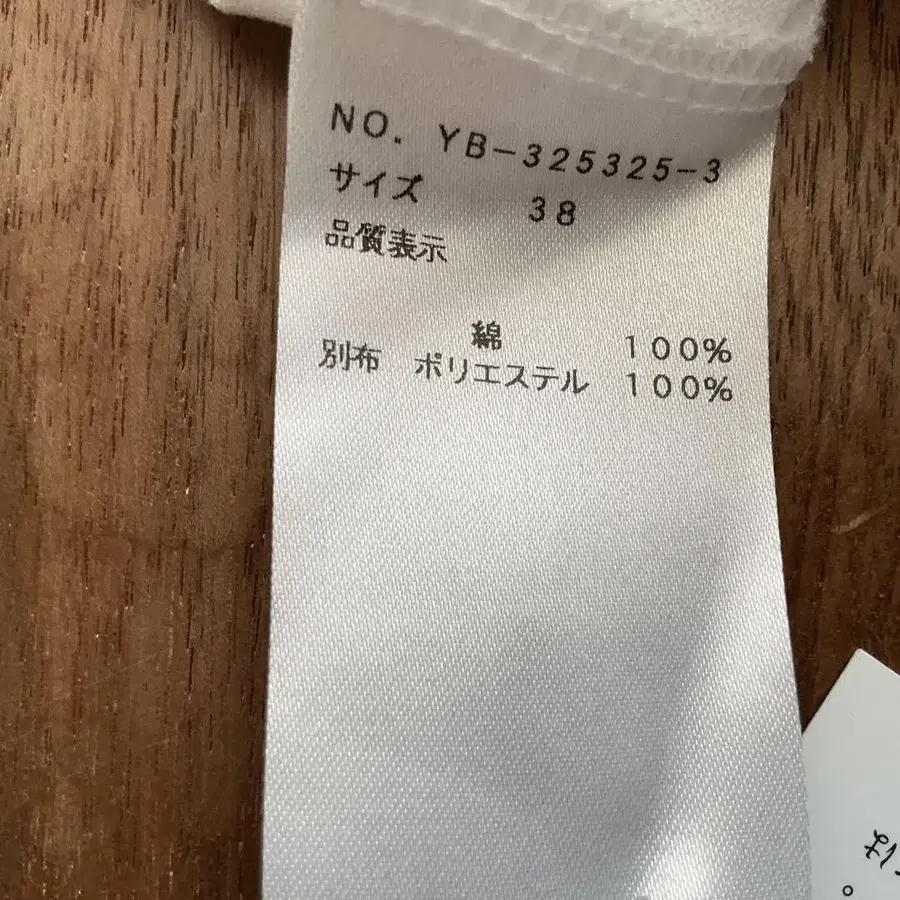 NO. YB-325325-3
サイズ 38
品質表示
綿 100%
別布 ポリエステル 100%